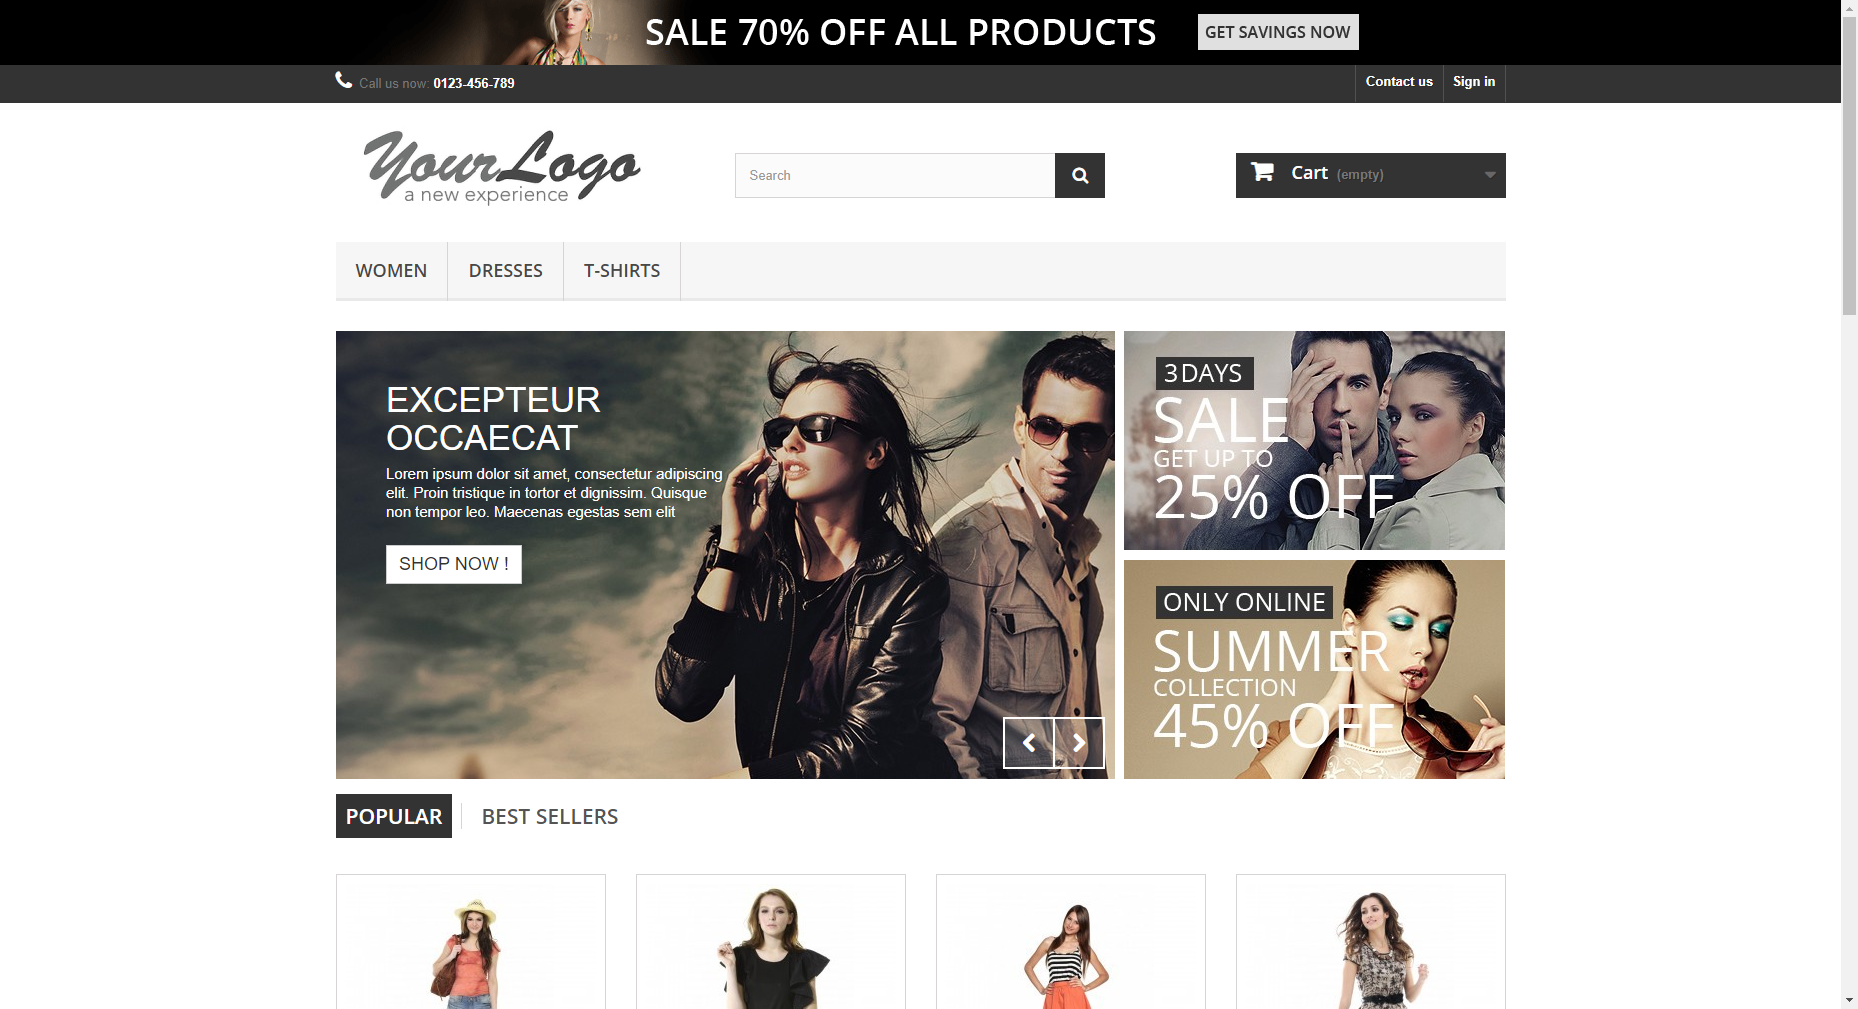 SALE 70% OFF ALL PRODUCTS GET SAVINGS NOW
Call us now: 0123-456-789 Contact us Sign in
YourLogo
a new experience
Search
Cart (empty)
WOMEN DRESSES T-SHIRTS
EXCEPTEUR
OCCAECAT
Lorem ipsum dolor sit amet, consectetur adipiscing
elit. Proin tristique in tortor et dignissim. Quisque
non tempor leo. Maecenas egestas sem elit
SHOP NOW !
3DAYS
SALE
GET UP TO
25% OFF
ONLY ONLINE
SUMMER
COLLECTION
45% OFF
POPULAR BEST SELLERS